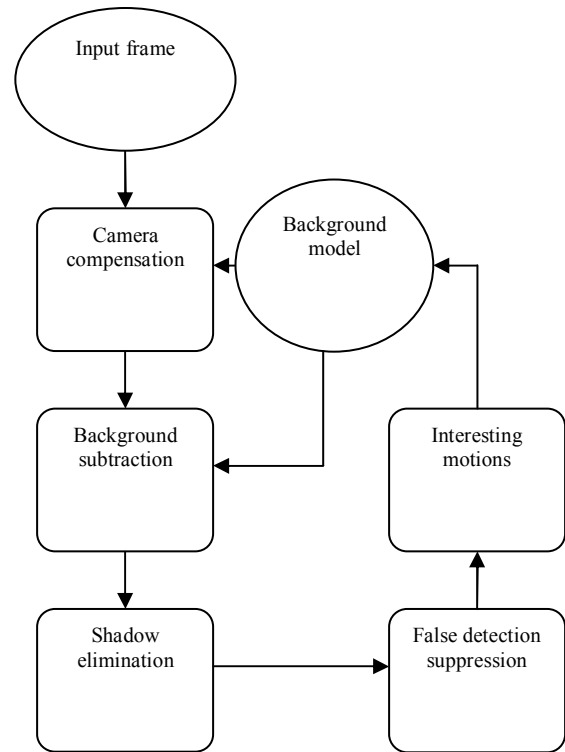 Input frame
Camera
compensation
Background
model
Background
subtraction
Interesting
motions
Shadow
elimination
False detection
suppression